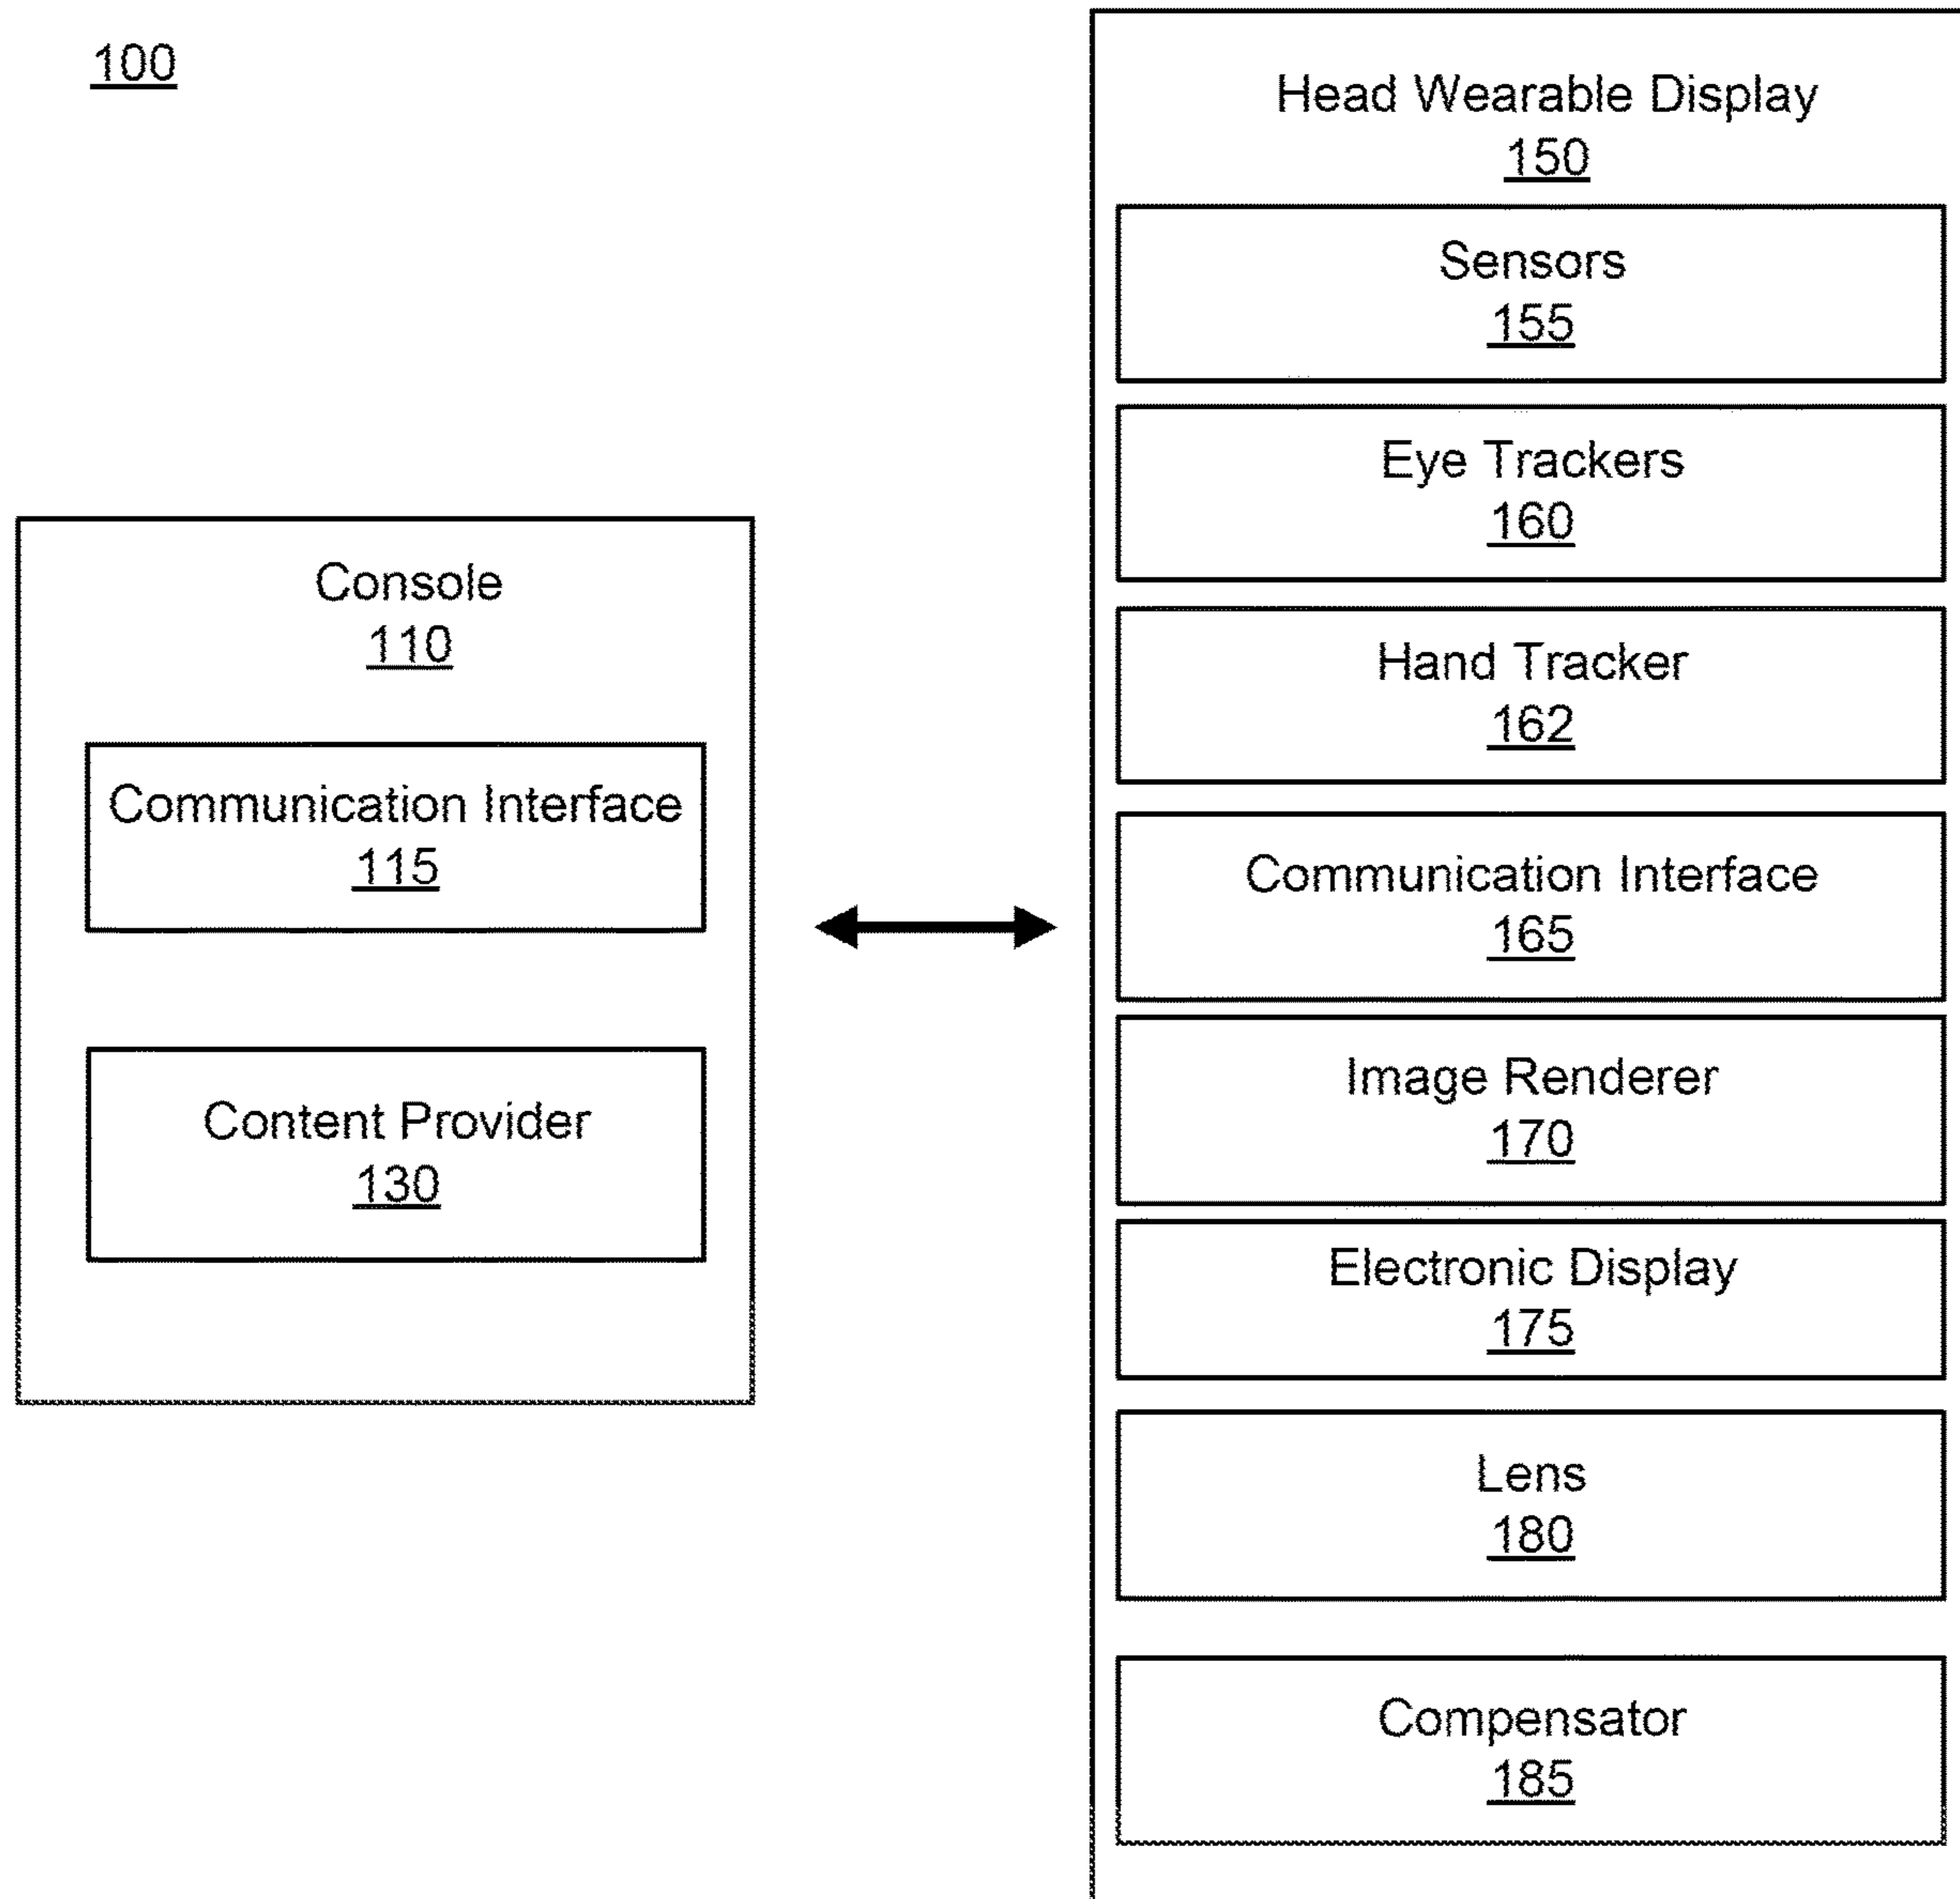 100
Console
110
Communication Interface
115
Content Provider
130
Head Wearable Display
150
Sensors
155
Eye Trackers
160
Hand Tracker
162
Communication Interface
165
Image Renderer
170
Electronic Display
175
Lens
180
Compensator
185